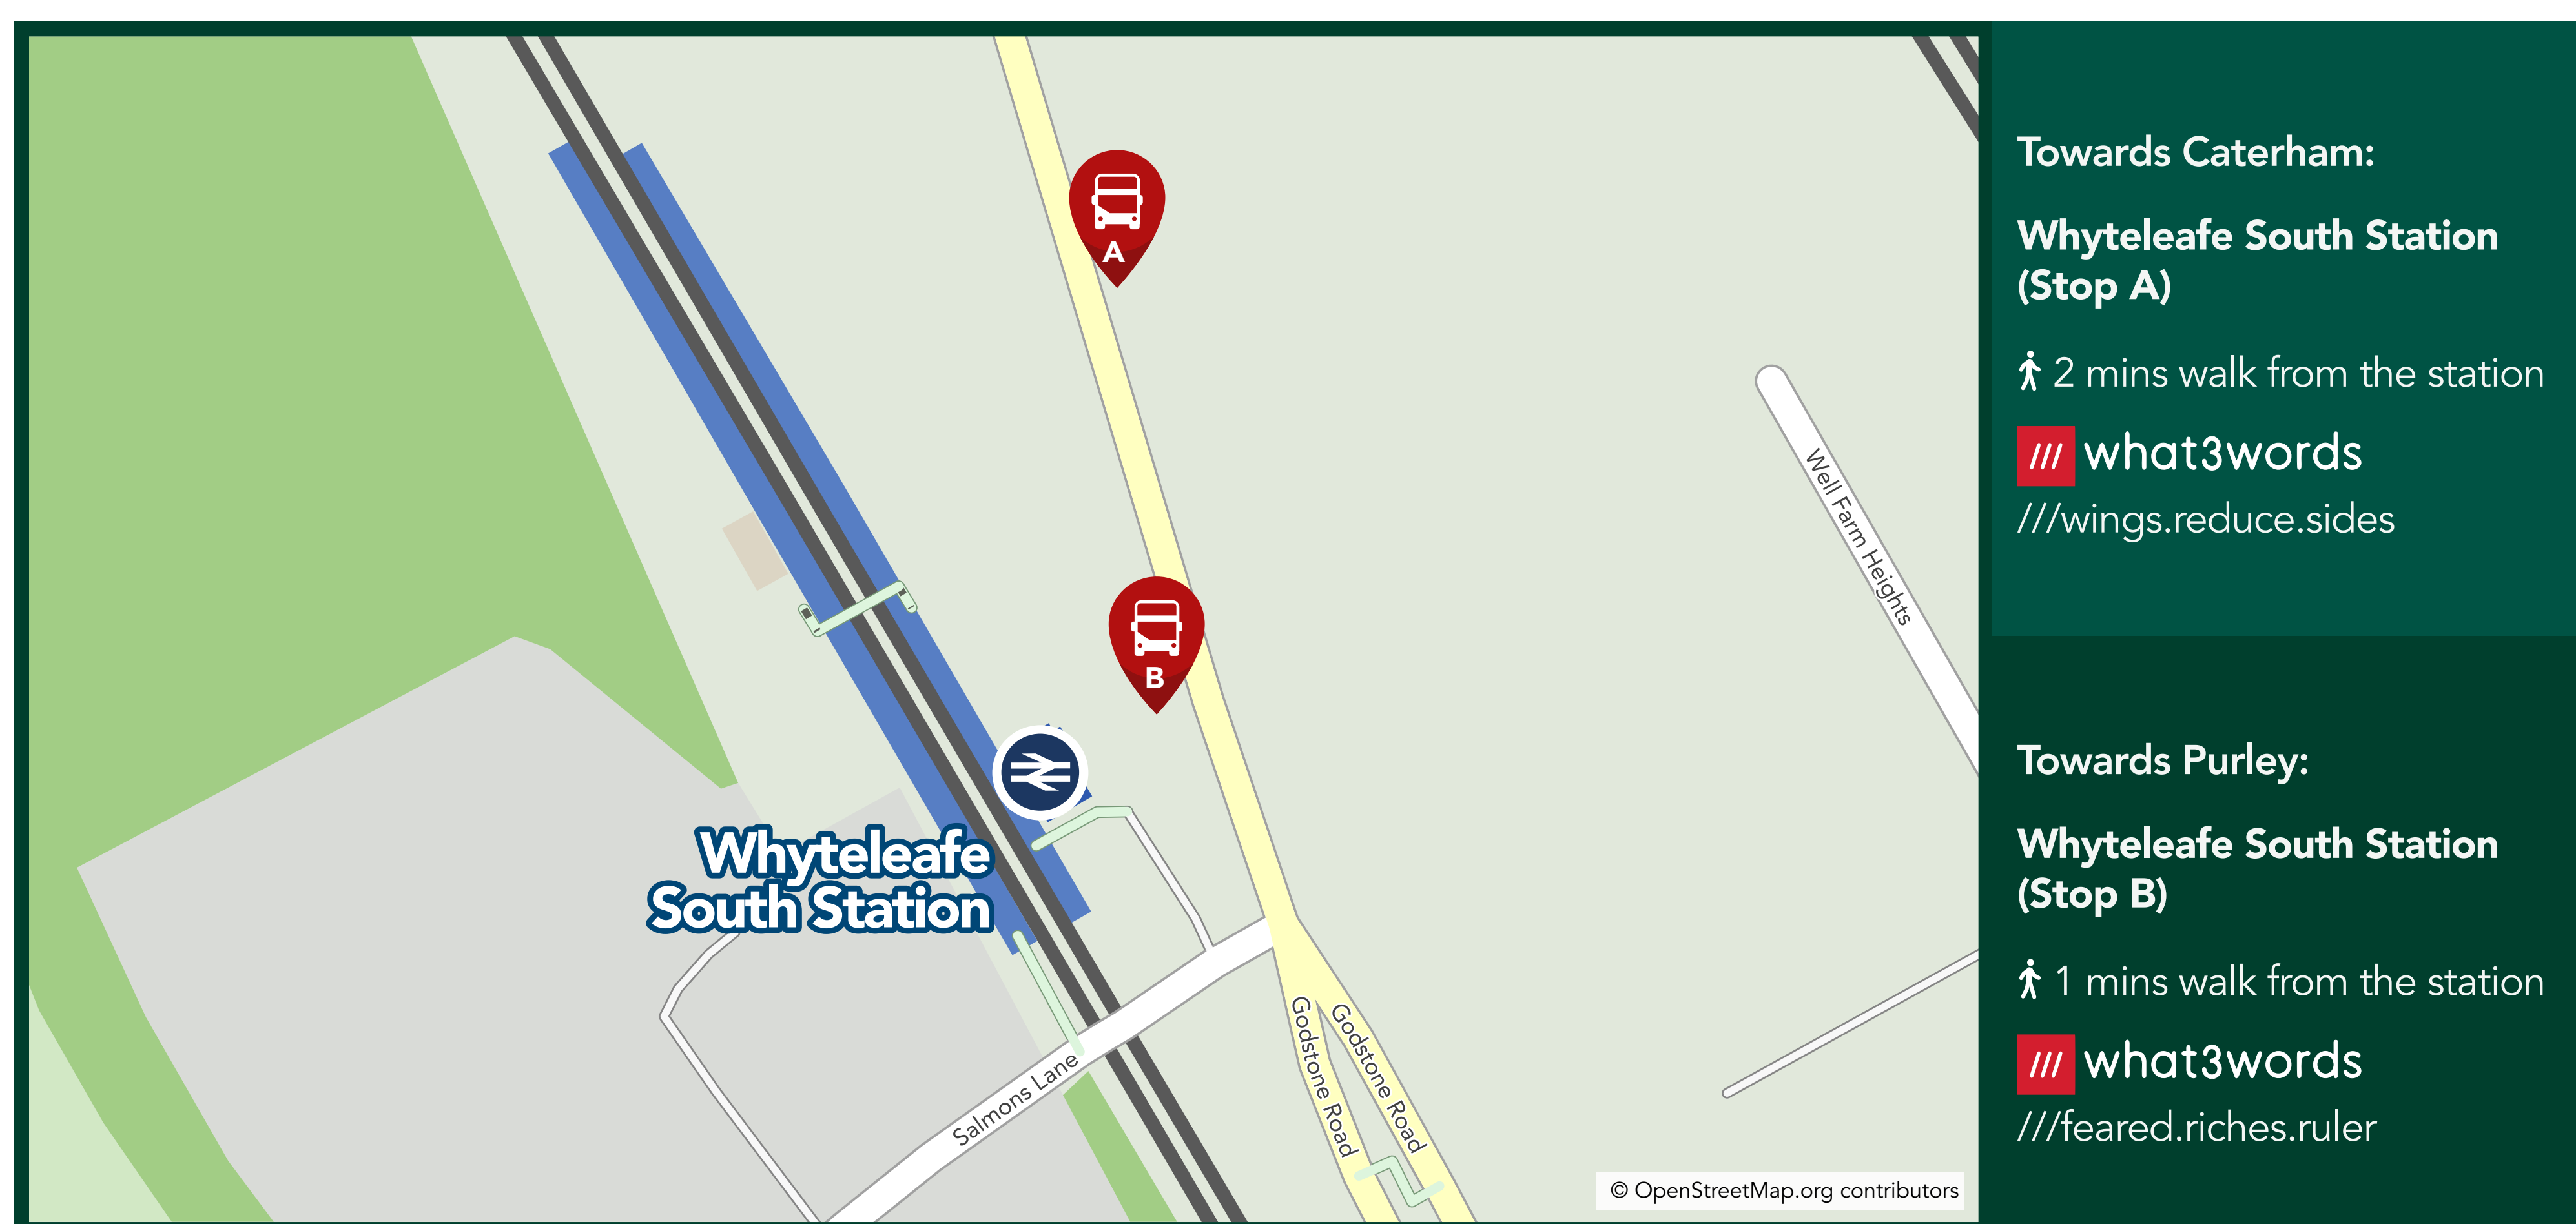 A
B
Well Farm Heights
Whyteleafe
South Station
Salmons Lane
Godstone Road
Godstone Road
© OpenStreetMap.org contributors
Towards Caterham:
Whyteleafe South Station
(Stop A)
2 mins walk from the station
/// what3words
///wings.reduce.sides
Towards Purley:
Whyteleafe South Station
(Stop B)
1 mins walk from the station
/// what3words
///feared.riches.ruler